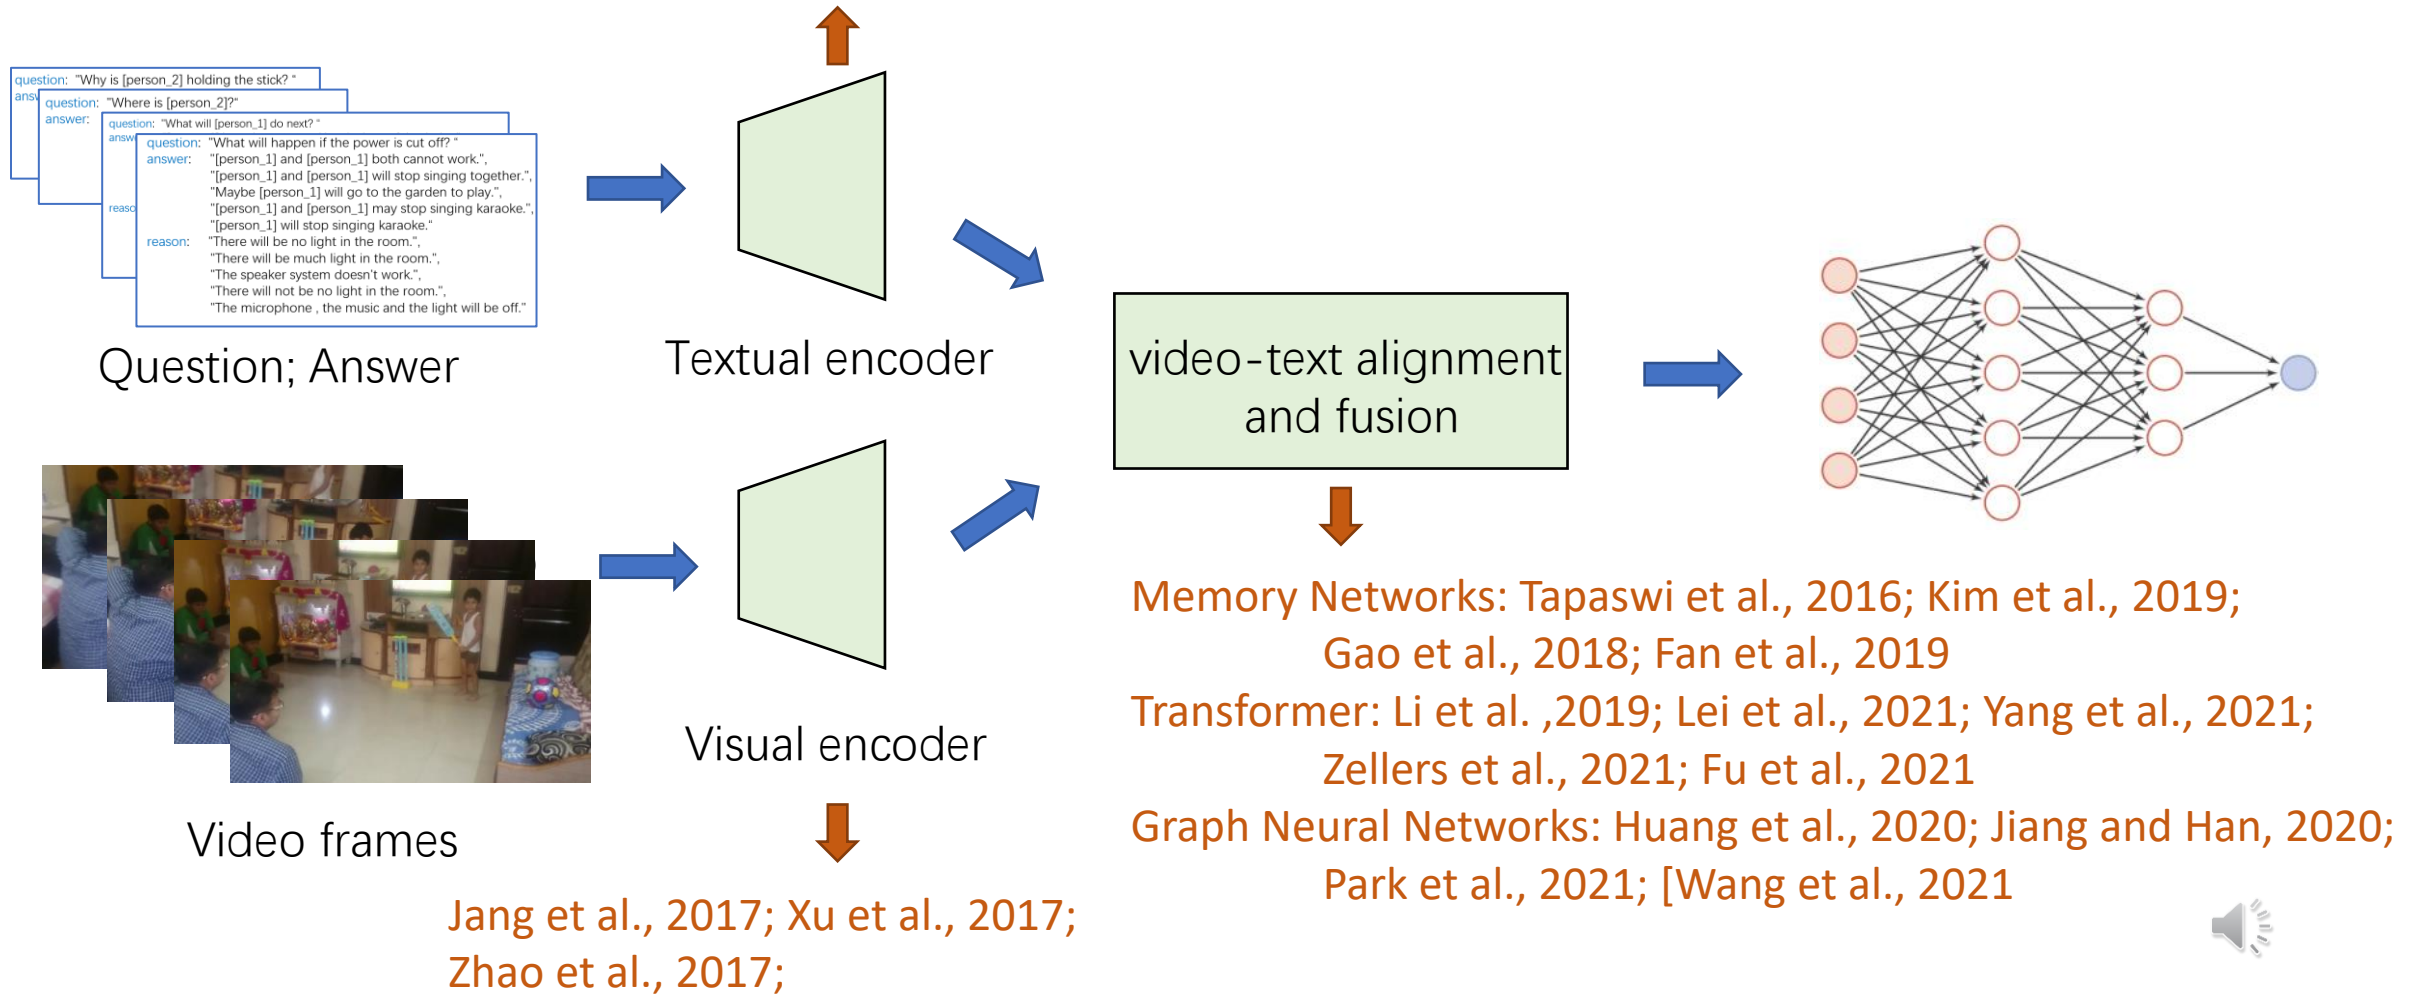 question: "Why is [person_2] holding the stick? "
question: "Where is [person_2]?"
answer:
question: "What will [person_1] do next? "
question: "What will happen if the power is cut off? "
answer: "[person_1] and [person_1] both cannot work.",
"[person_1] and [person_1] will stop singing together.",
"Maybe [person_1] will go to the garden to play.",
"[person_1] and [person_1] may stop singing karaoke.",
"[person_1] will stop singing karaoke."
reason: "There will be no light in the room.",
"There will be much light in the room.",
"The speaker system doesn't work.",
"There will not be no light in the room.",
"The microphone , the music and the light will be off."
Question; Answer
Textual encoder
video-text alignment
and fusion
Visual encoder
Video frames
Memory Networks: Tapaswi et al., 2016; Kim et al., 2019;
Gao et al., 2018; Fan et al., 2019
Transformer: Li et al. ,2019; Lei et al., 2021; Yang et al., 2021;
Zellers et al., 2021; Fu et al., 2021
Graph Neural Networks: Huang et al., 2020; Jiang and Han, 2020;
Park et al., 2021; [Wang et al., 2021
Jang et al., 2017; Xu et al., 2017;
Zhao et al., 2017;